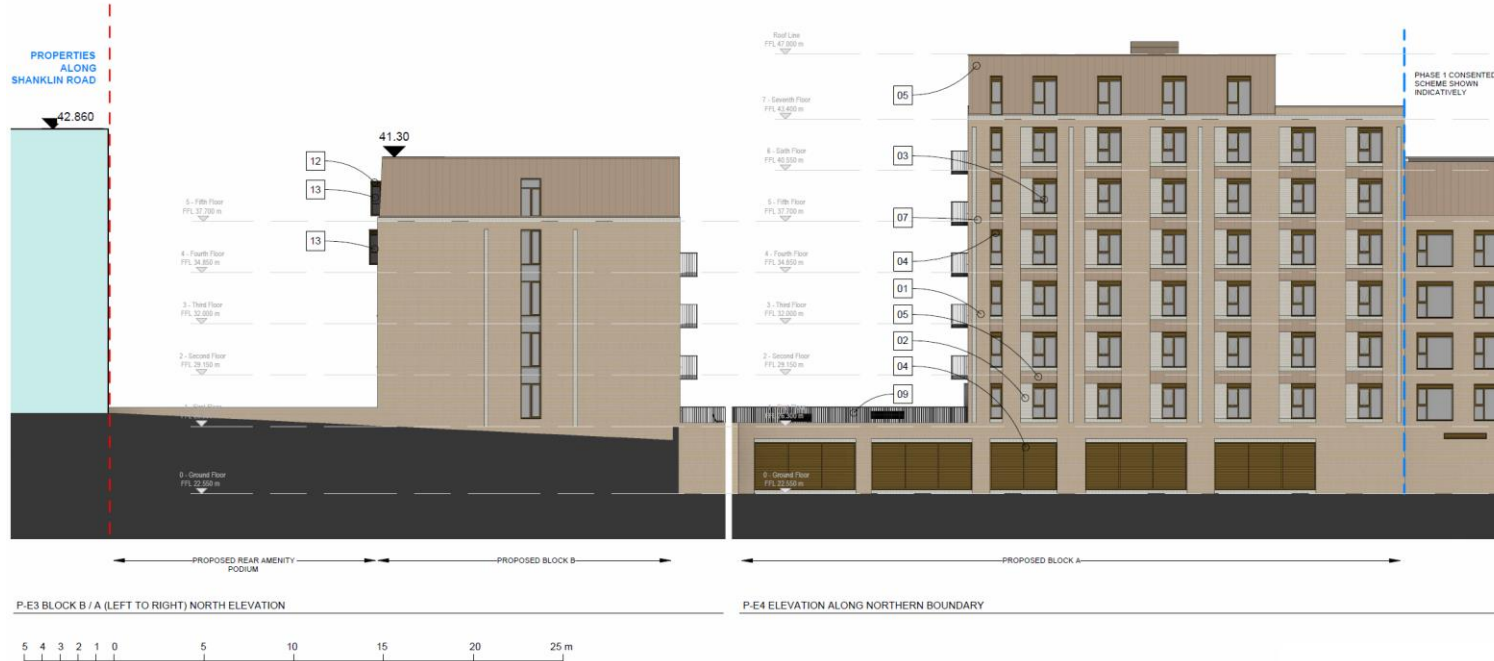 PROPERTIES
ALONG
SHANKLIN ROAD
42.860
41.30
12
13
13
5 - Fifth Floor
FFL 37.700 m
4 - Fourth Floor
FFL 34.850 m
3 - Third Floor
FFL 32.000 m
2 - Second Floor
FFL 29.150 m
0 - Ground Floor
FFL 22.550 m
PROPOSED REAR AMENITY
PODIUM
PROPOSED BLOCK B
P-E3 BLOCK B / A (LEFT TO RIGHT) NORTH ELEVATION
5 4 3 2 1 0 5 10 15 20 25 m
Roof Line
FFL 47.000 m
7 - Seventh Floor
FFL 43.400 m
6 - Sixth Floor
FFL 40.550 m
5 - Fifth Floor
FFL 37.700 m
4 - Fourth Floor
FFL 34.850 m
3 - Third Floor
FFL 32.000 m
2 - Second Floor
FFL 29.150 m
0 - Ground Floor
FFL 22.550 m
05
03
07
04
01
05
02
04
09
PHASE 1 CONSENTED
SCHEME SHOWN
INDICATIVELY
PROPOSED BLOCK A
P-E4 ELEVATION ALONG NORTHERN BOUNDARY